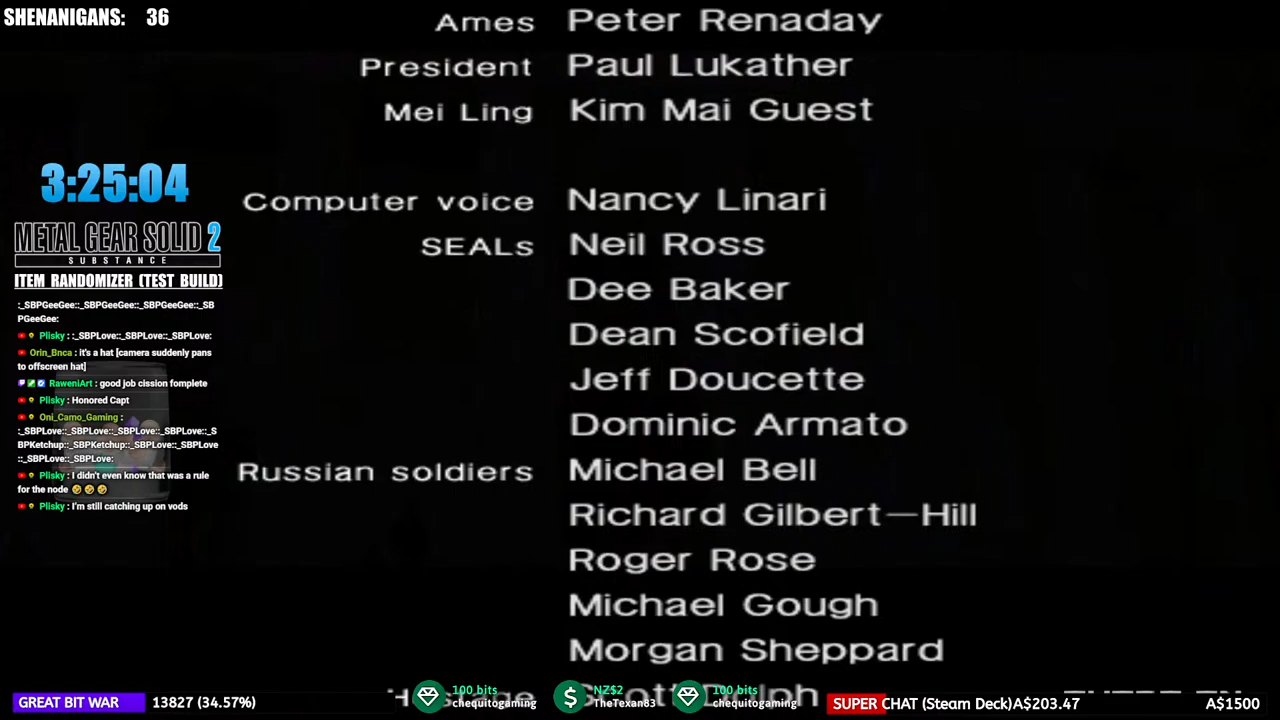 SHENANIGANS: 36
Ames Peter Renaday
President Paul Lukather
Mei Ling Kim Mai Guest
3:25:04
Computer voice Nancy Linari
METAL GEAR SOLID 2
SUBSTANCE
SEALs Neil Ross
ITEM RANDOMIZER (TEST BUILD)
Dee Baker
Dean Scofield
Jeff Doucette
Dominic Armato
Russian soldiers Michael Bell
Richard Gilbert-Hill
Roger Rose
Michael Gough
Morgan Sheppard
Scott Dolph
:_SBPGeeGee::_SBPGeeGee::_SBPGeeGee::_SB
PGeeGee:
Plisky : :_SBPLove::_SBPLove::_SBPLove:
Orin_Bnca : it's a hat [camera suddenly pans
to offscreen hat]
RaweniArt : good job cission fomplete
Plisky : Honored Capt
Oni_Camo_Gaming :
:_SBPLove::_SBPLove::_SBPLove::_SBPLove::_S
BPKetchup::_SBPKetchup::_SBPLove::_SBPLove
::_SBPLove::_SBPLove:
Plisky : I didn't even know that was a rule
for the node 🤣 🤣 🤣
Plisky : I'm still catching up on vods
GREAT BIT WAR 13827 (34.57%)
100 bits
chequitogaming
NZ$2
TheTexan83
100 bits
chequitogaming
SUPER CHAT (Steam Deck) A$203.47 A$1500